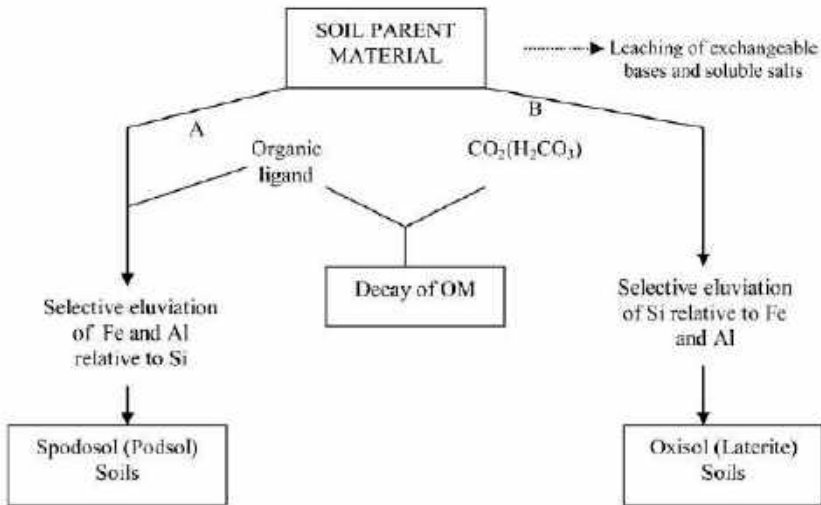 SOIL PARENT
MATERIAL
Leaching of exchangeable
bases and soluble salts
A
B
Organic
ligand
CO₂(H₂CO₃)
Decay of OM
Selective eluviation
of Fe and Al
relative to Si
Selective eluviation
of Si relative to Fe
and Al
Spodosol (Podsol)
Soils
Oxisol (Laterite)
Soils